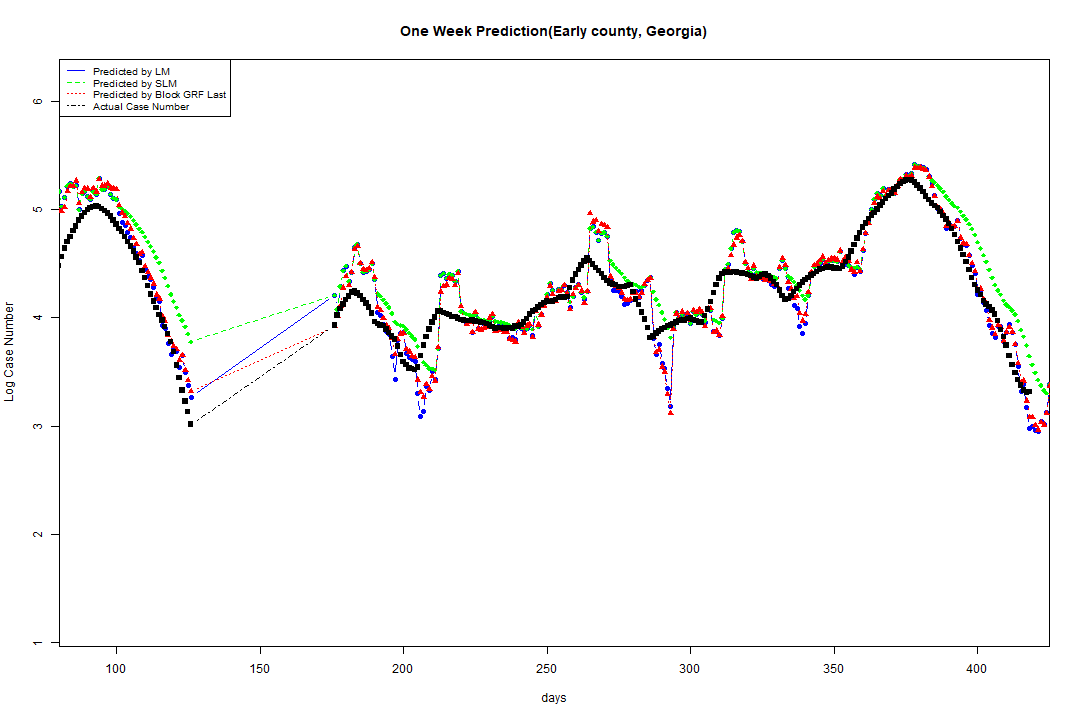 One Week Prediction(Early county, Georgia)
Predicted by LM
Predicted by SLM
Predicted by Block GRF Last
Actual Case Number
6
5
4
3
2
1
Log Case Number
100 150 200 250 300 350 400
days